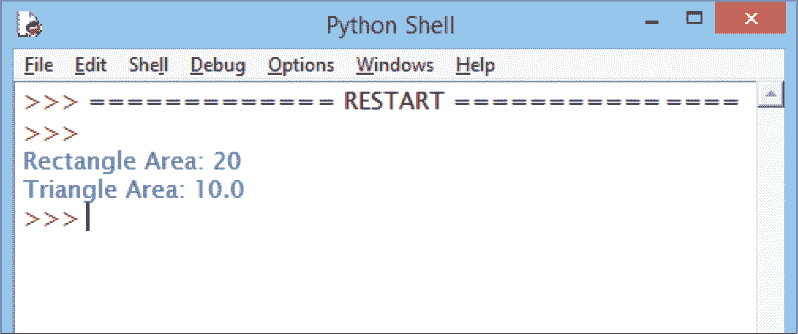 Python Shell
File Edit Shell Debug Options Windows Help
>>> ============= RESTART ===============
>>>
Rectangle Area: 20
Triangle Area: 10.0
>>>